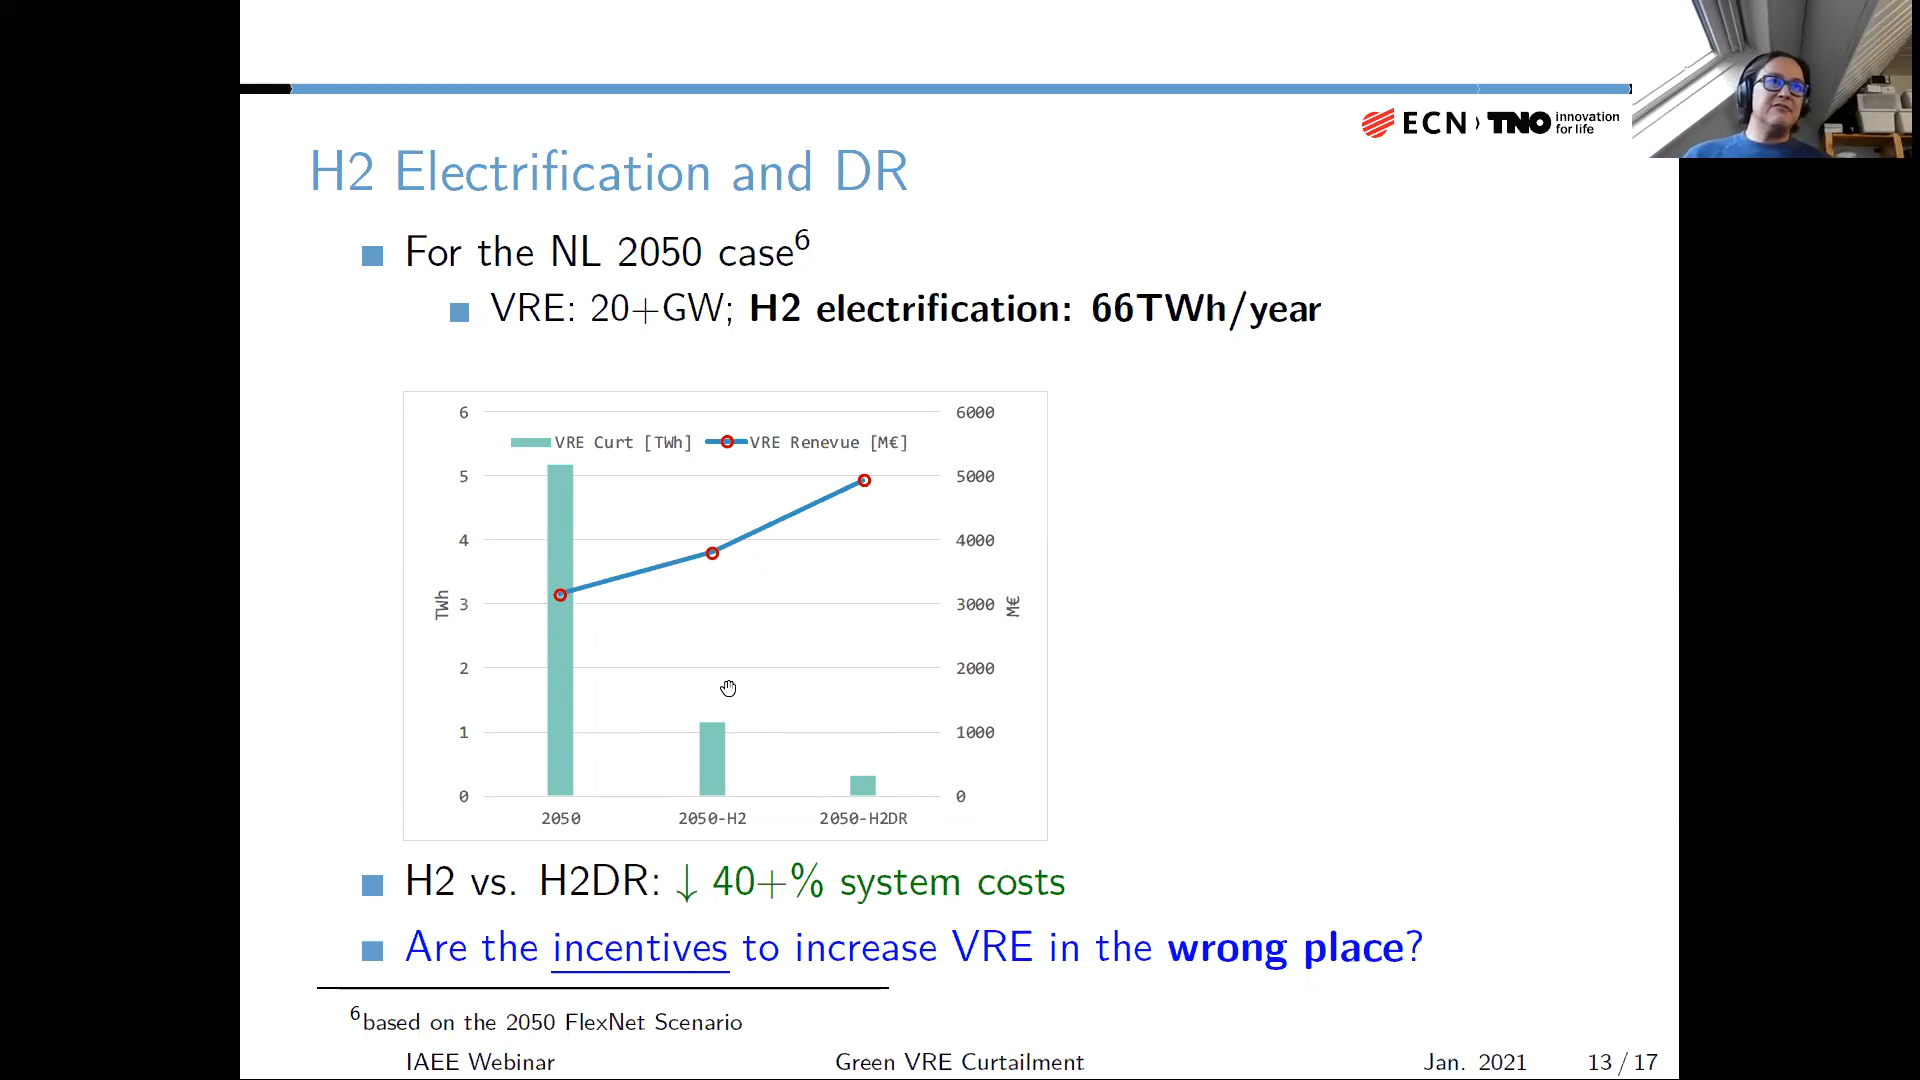 ECN > TNO innovation for life
H2 Electrification and DR
For the NL 2050 case6
VRE: 20+GW; H2 electrification: 66TWh/year
6 6000
VRE Curt [TWh] VRE Renevue [M€]
5 5000
4 4000
TWh 3 3000 M€
2 2000
1 1000
0 0
2050 2050-H2 2050-H2DR
H2 vs. H2DR: ↓ 40+% system costs
Are the incentives to increase VRE in the wrong place?
6based on the 2050 FlexNet Scenario
IAEE Webinar Green VRE Curtailment Jan. 2021 13 / 17